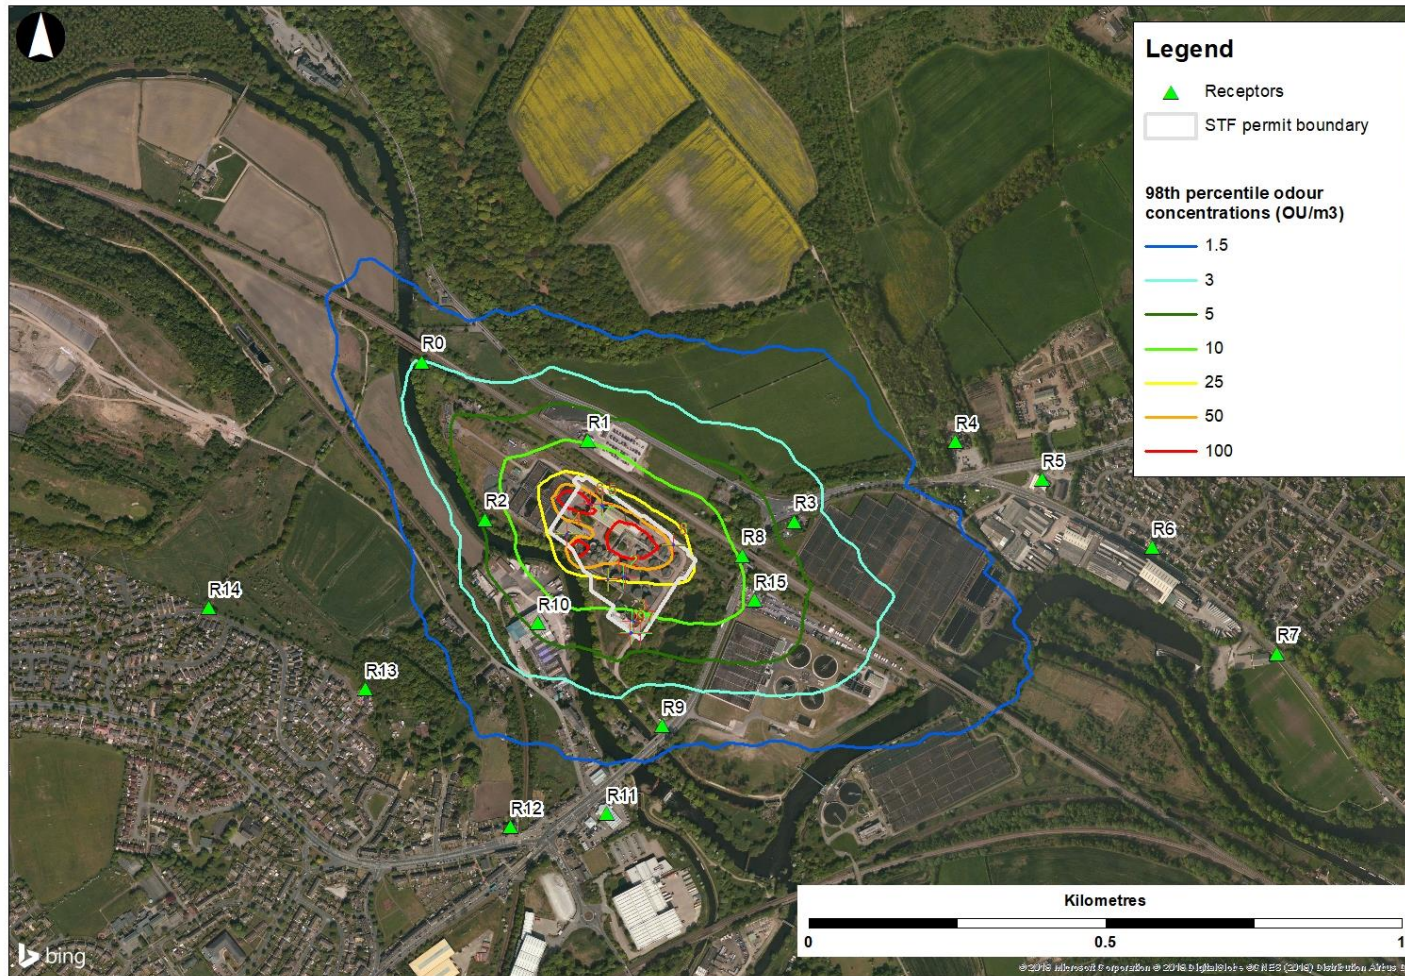 Legend
Receptors
STF permit boundary
98th percentile odour
concentrations (OU/m3)
1.5
3
5
10
25
50
100
R0
R1
R4
R5
R2
R3
R6
R8
R15
R14
R10
R7
R13
R9
R12
R11
Kilometres
0
0.5
1
bing